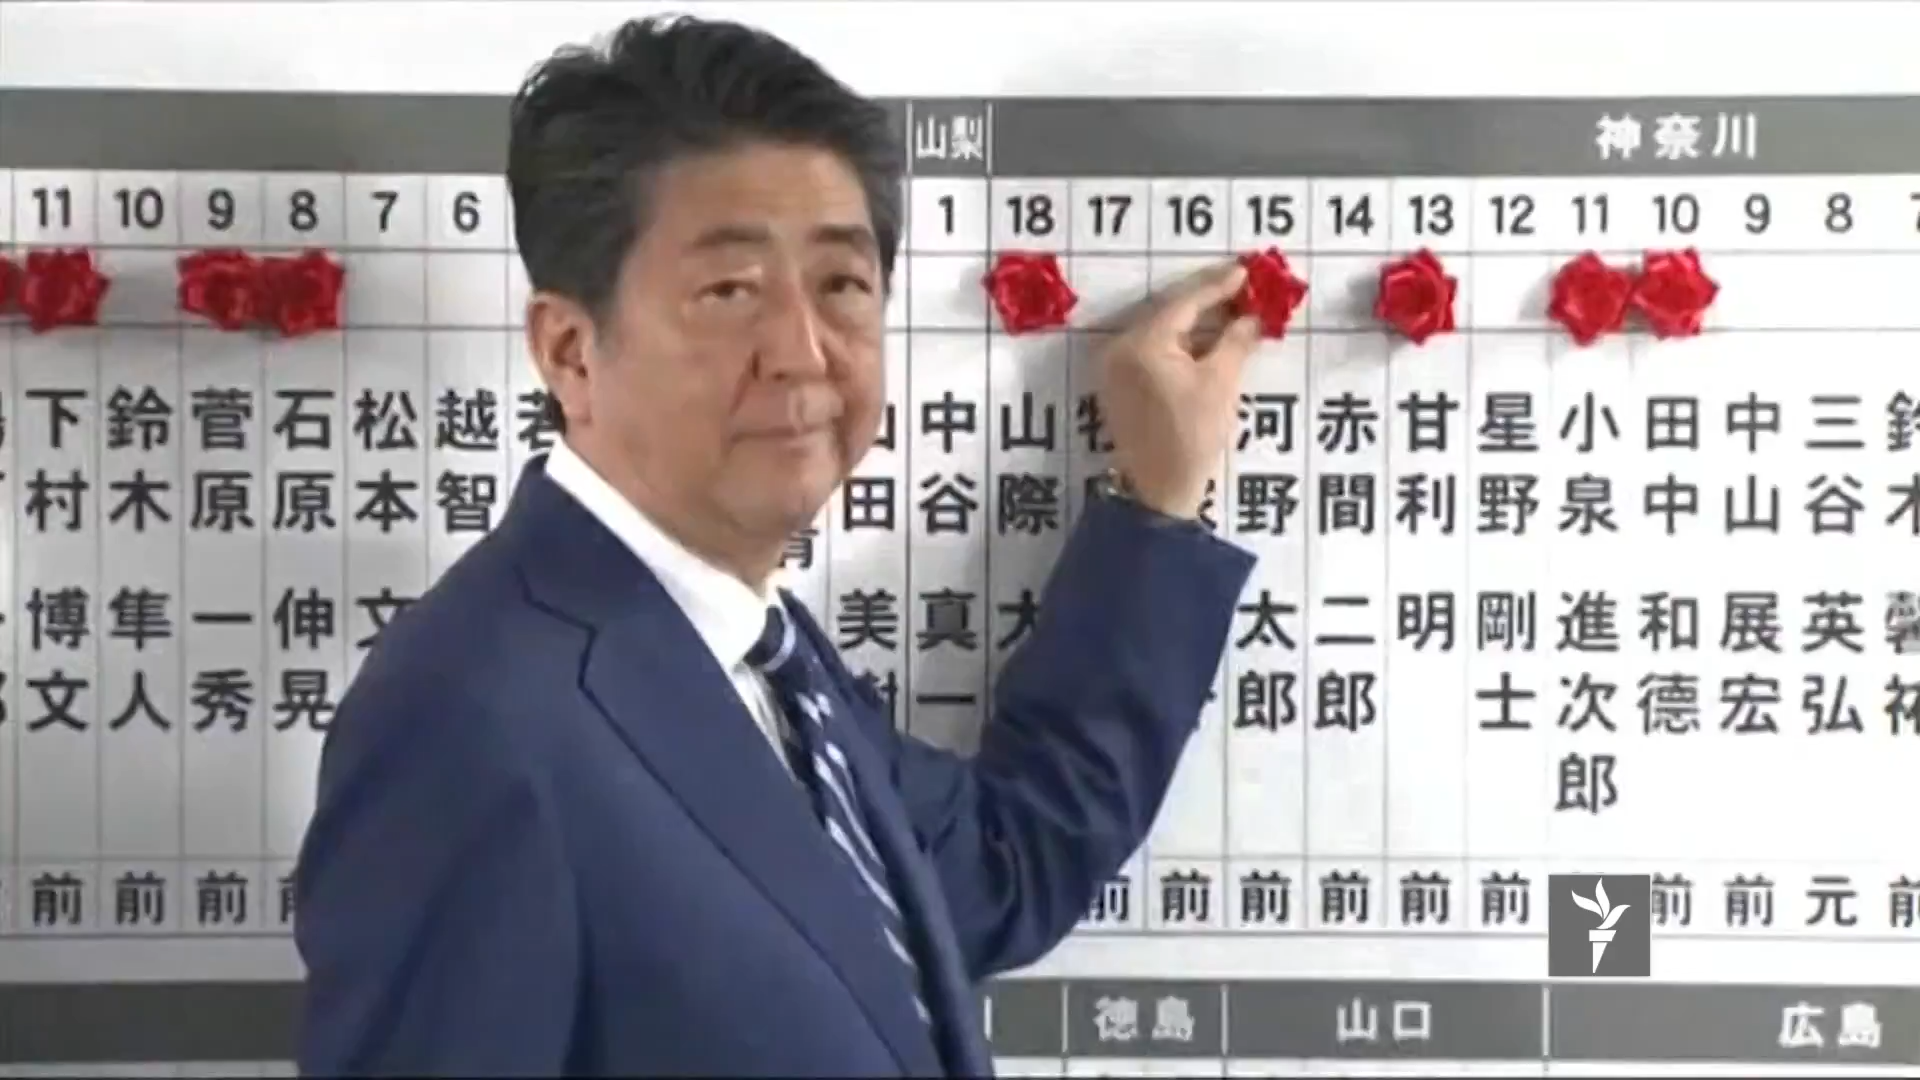 山梨
神奈川
11 10 9 8 7 6
1 18 17 16 15 14 13 12 11 10 9 8
下村 博文
鈴木 隼人
菅原 一秀
石原 伸晃
松本 文
越智
田 美樹
中谷 真一
山際 大
河野 太郎
赤間 二郎
甘利 明
星野 剛士
小泉 進次郎
田中 和徳
中山 展宏
三谷 英弘
前 前 前 前 前 前 前 前 前 前 前 前 元 前
徳島
山口
広島